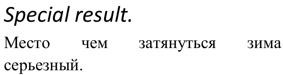 Special result.
Место чем затянуться зима
серьезный.